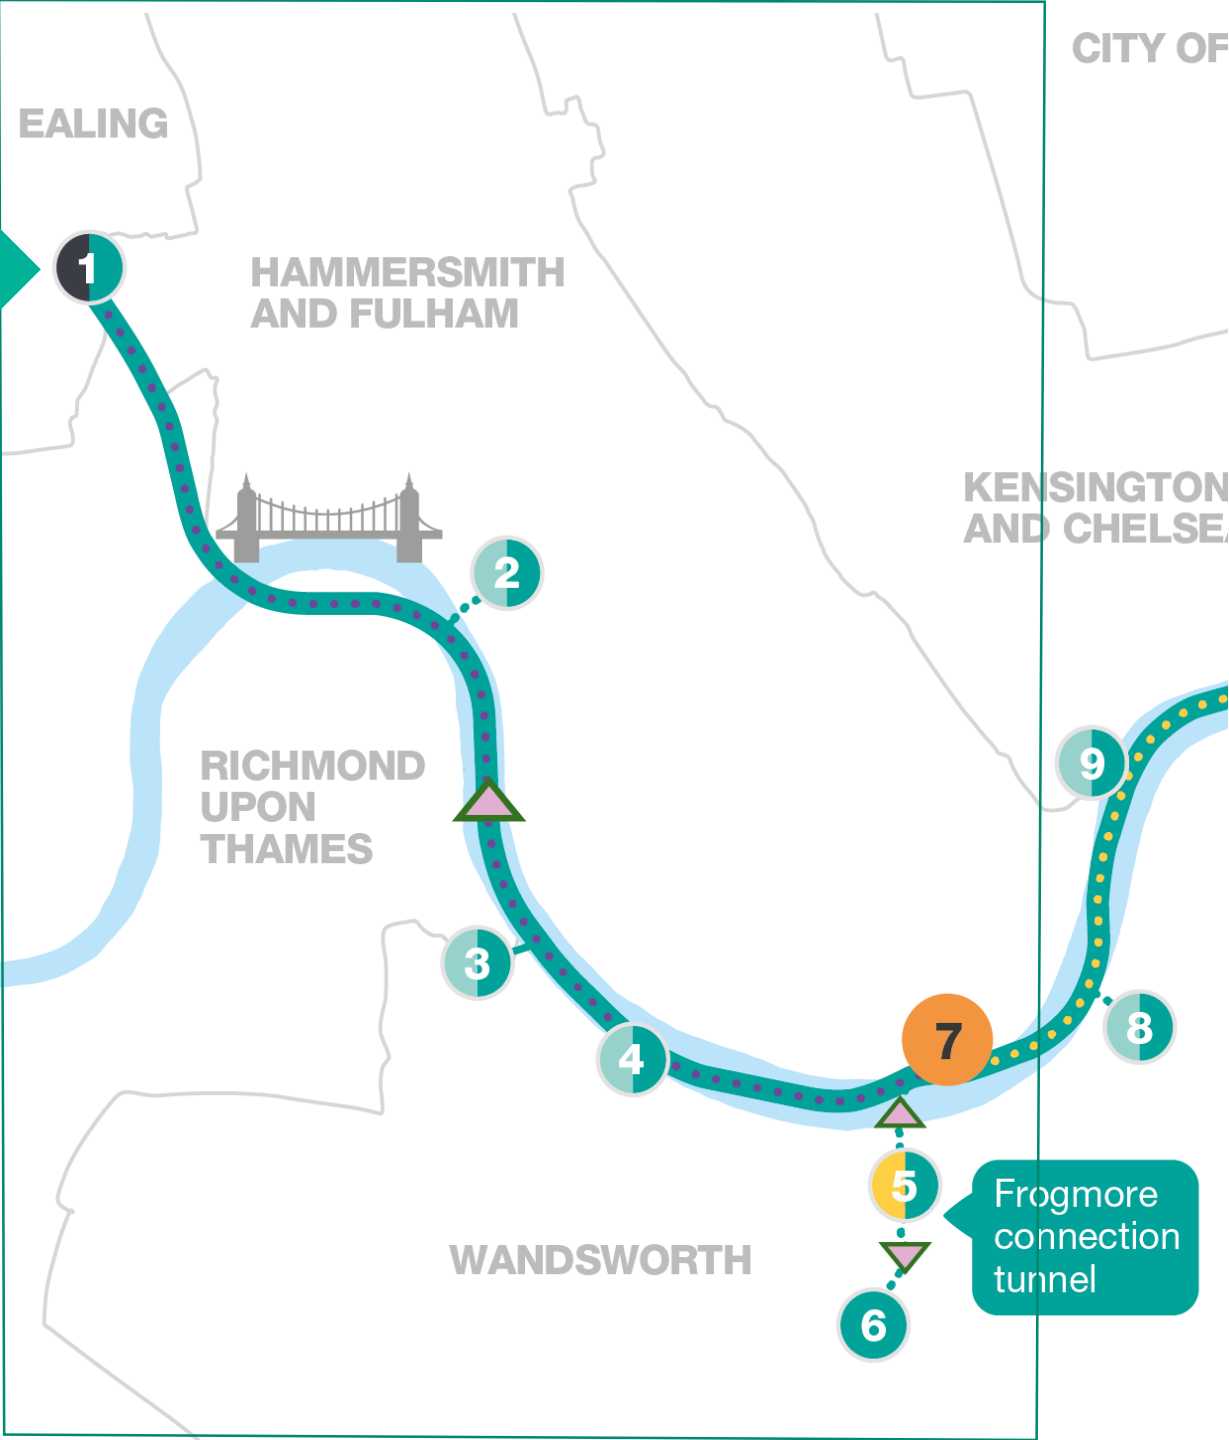 CITY OF
EALING
1
HAMMERSMITH
AND FULHAM
KENSINGTON
AND CHELSEA
2
RICHMOND
UPON
THAMES
9
3
4
7
8
5
Frogmore
connection
tunnel
WANDSWORTH
6